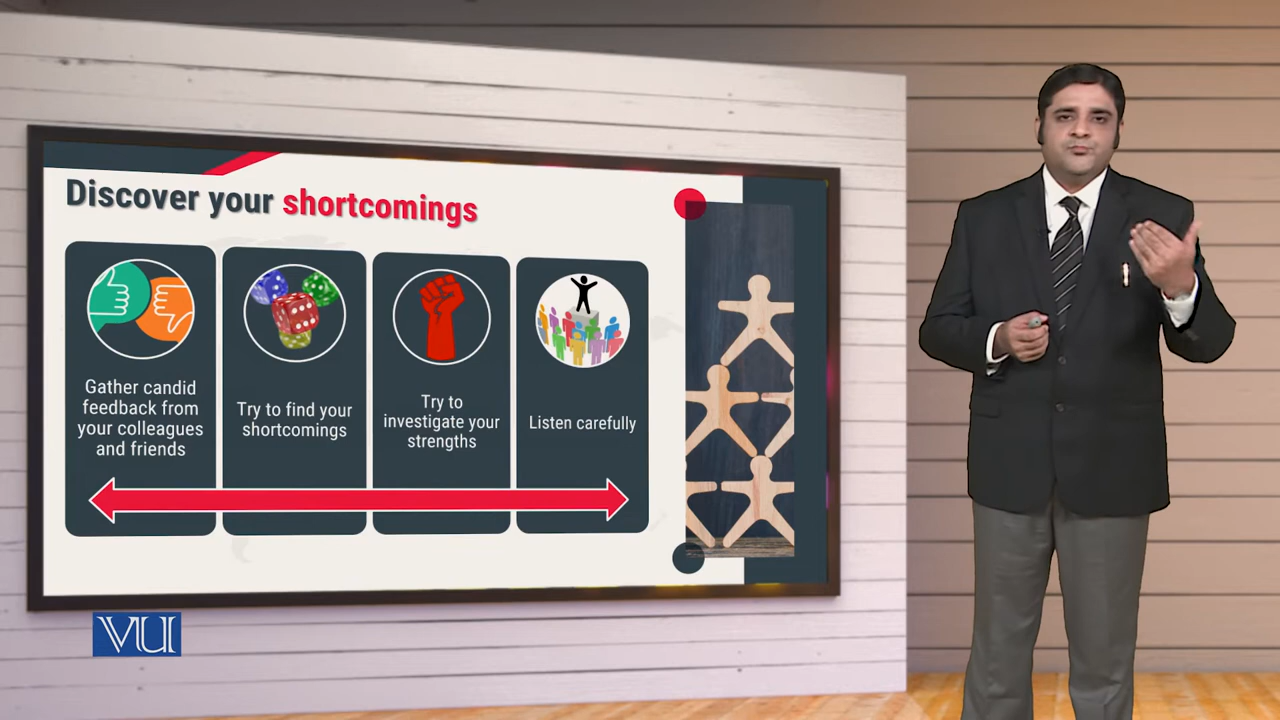 Discover your shortcomings
Gather candid
feedback from
your colleagues
and friends
Try to find your
shortcomings
Try to
investigate your
strengths
Listen carefully
VU